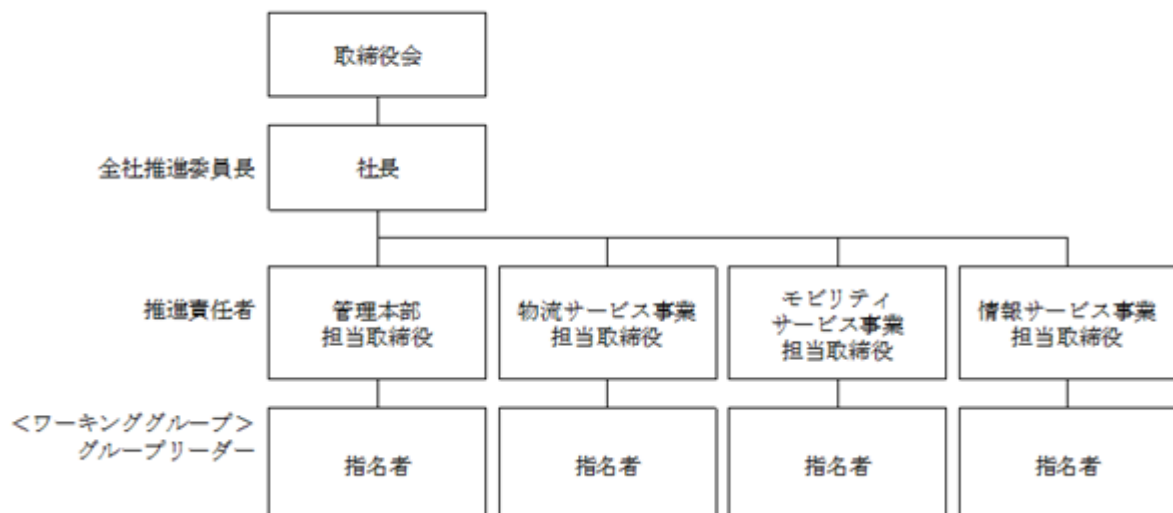 取締役会
全社推進委員長
社長
推進責任者
管理本部
担当取締役
物流サービス事業
担当取締役
モビリティ
サービス事業
担当取締役
情報サービス事業
担当取締役
＜ワーキンググループ＞
グループリーダー
指名者
指名者
指名者
指名者